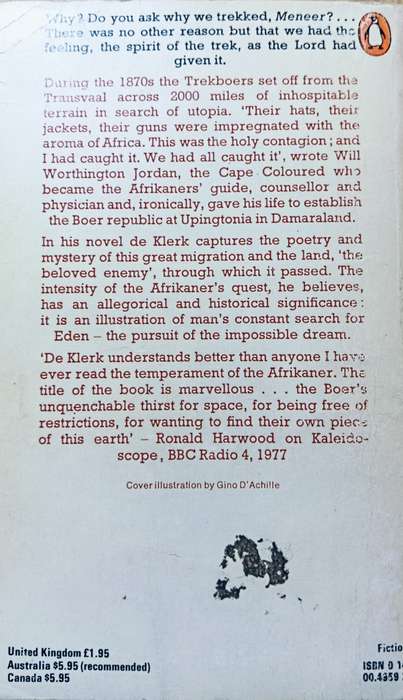 Why? Do you ask why we trekked, Meneer?...
There was no other reason but that we had the
feeling, the spirit of the trek, as the Lord had
given it.
During the 1870s the Trekboers set off from the
Transvaal across 2000 miles of inhospitable
terrain in search of utopia. 'Their hats, their
jackets, their guns were impregnated with the
aroma of Africa. This was the holy contagion; and
I had caught it. We had all caught it', wrote Will
Worthington Jordan, the Cape Coloured who
became the Afrikaners' guide, counsellor and
physician and, ironically, gave his life to establish
the Boer republic at Upingtonia in Damaraland.
In his novel de Klerk captures the poetry and
mystery of this great migration and the land, 'the
beloved enemy', through which it passed. The
intensity of the Afrikaner's quest, he believes,
has an allegorical and historical significance:
it is an illustration of man's constant search for
Eden – the pursuit of the impossible dream.
'De Klerk understands better than anyone I have
ever read the temperament of the Afrikaner. The
title of the book is marvellous . . . the Boer's
unquenchable thirst for space, for being free of
restrictions, for wanting to find their own piece
of this earth' – Ronald Harwood on Kaleido-
scope, BBC Radio 4, 1977
Cover illustration by Gino D'Achille
United Kingdom £1.95
Australia $5.95 (recommended)
Canada $5.95
Fictio
ISBN 0 1
00.4959